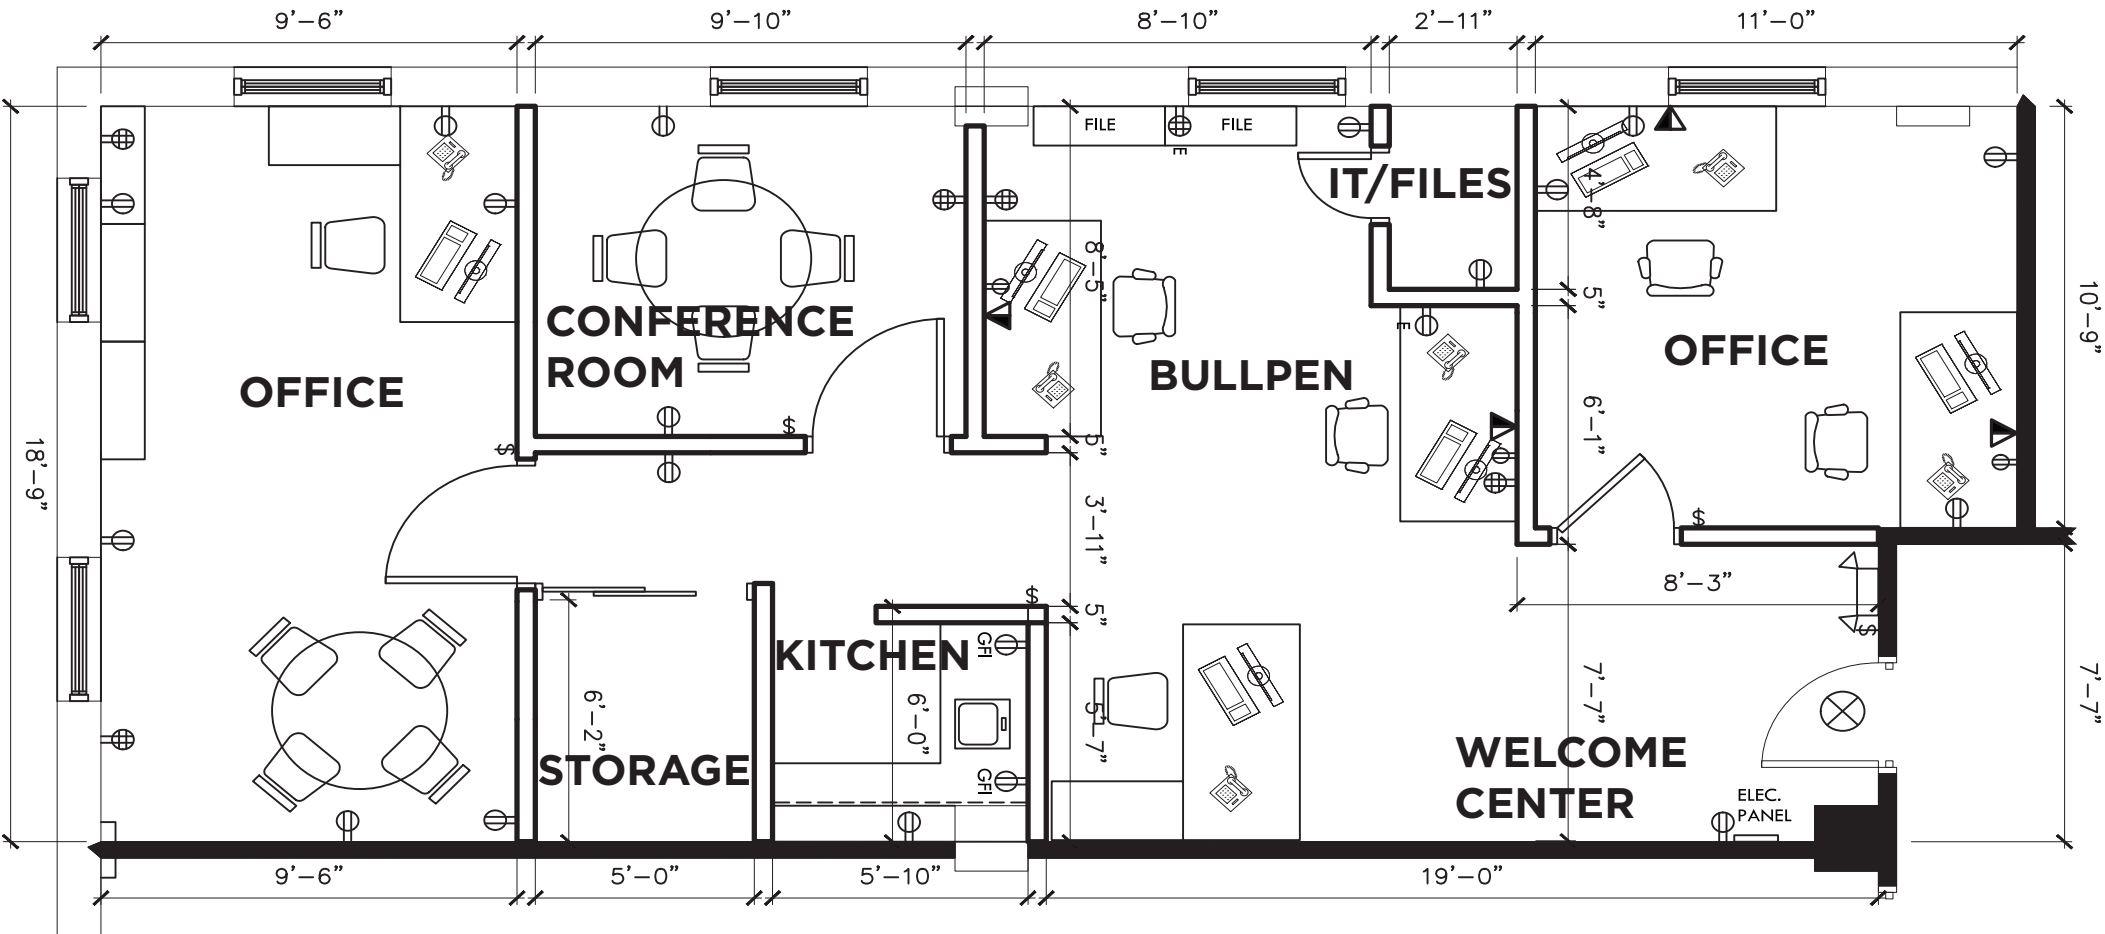 9’–6”
9’–10”
8’–10”
2’–11”
11’–0”
FILE
FILE
E
IT/FILES
4’–8”
8’–5”
5”
10’–9”
CONFERENCE
ROOM
E
OFFICE
BULLPEN
OFFICE
$
$
6’–1”
5”
18’–9”
3’–11”
$
8’–3”
$
5”
$
KITCHEN
GFI
6’–2”
6’–0”
5’–7”
7’–7”
7’–7”
STORAGE
GFI
WELCOME
CENTER
ELEC.
PANEL
9’–6”
5’–0”
5’–10”
19’–0”